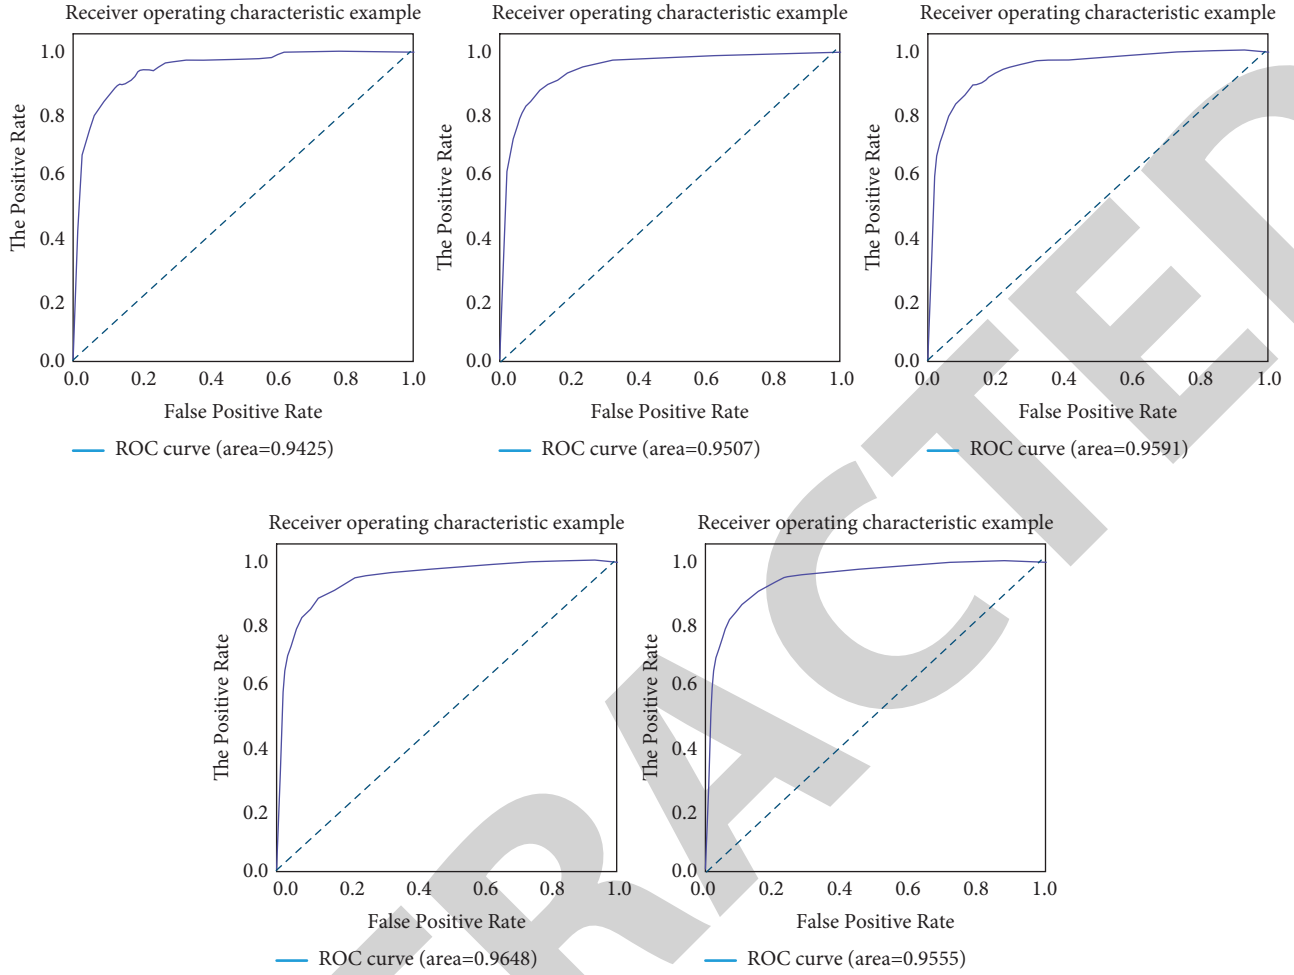 Receiver operating characteristic example
1.0
0.8
0.6
0.4
0.2
0.0
The Positive Rate
0.0 0.2 0.4 0.6 0.8 1.0
False Positive Rate
ROC curve (area=0.9425)
Receiver operating characteristic example
1.0
0.8
0.6
0.4
0.2
0.0
The Positive Rate
0.0 0.2 0.4 0.6 0.8 1.0
False Positive Rate
ROC curve (area=0.9507)
Receiver operating characteristic example
1.0
0.8
0.6
0.4
0.2
0.0
The Positive Rate
0.0 0.2 0.4 0.6 0.8 1.0
False Positive Rate
ROC curve (area=0.9591)
Receiver operating characteristic example
1.0
0.8
0.6
0.4
0.2
0.0
The Positive Rate
0.0 0.2 0.4 0.6 0.8 1.0
False Positive Rate
ROC curve (area=0.9648)
Receiver operating characteristic example
1.0
0.8
0.6
0.4
0.2
0.0
The Positive Rate
0.0 0.2 0.4 0.6 0.8 1.0
False Positive Rate
ROC curve (area=0.9555)
TRACTED